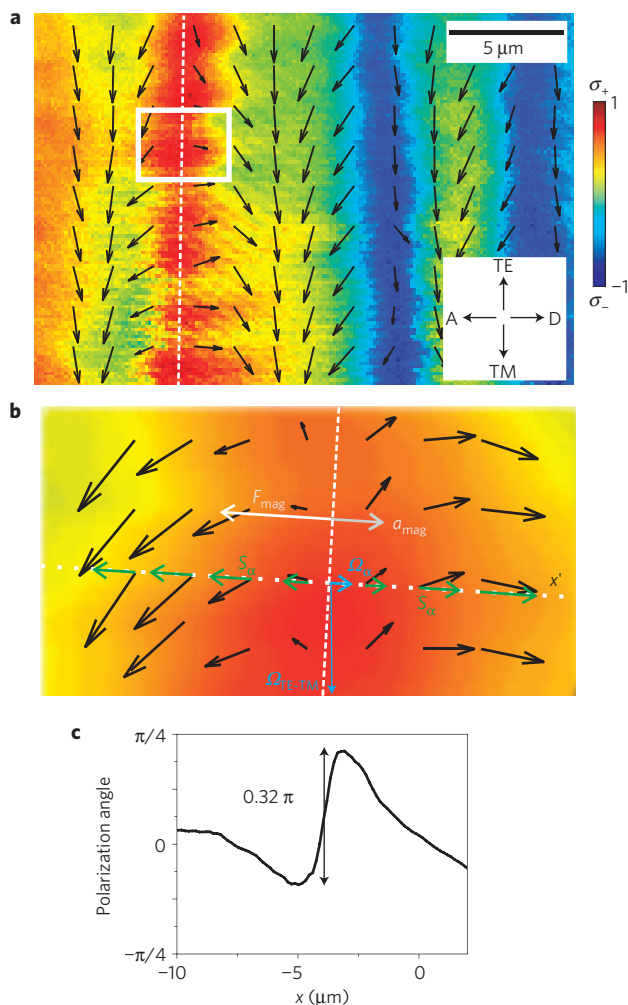 a
5 μm
σ+
1
−1
σ−
TE
A D
TM
b
Fmag
amag
Sα
Ωu
x'
Sα
ΩTE-TM
c
π/4
0.32 π
Polarization angle
0
−π/4
−10 −5 0
x (μm)